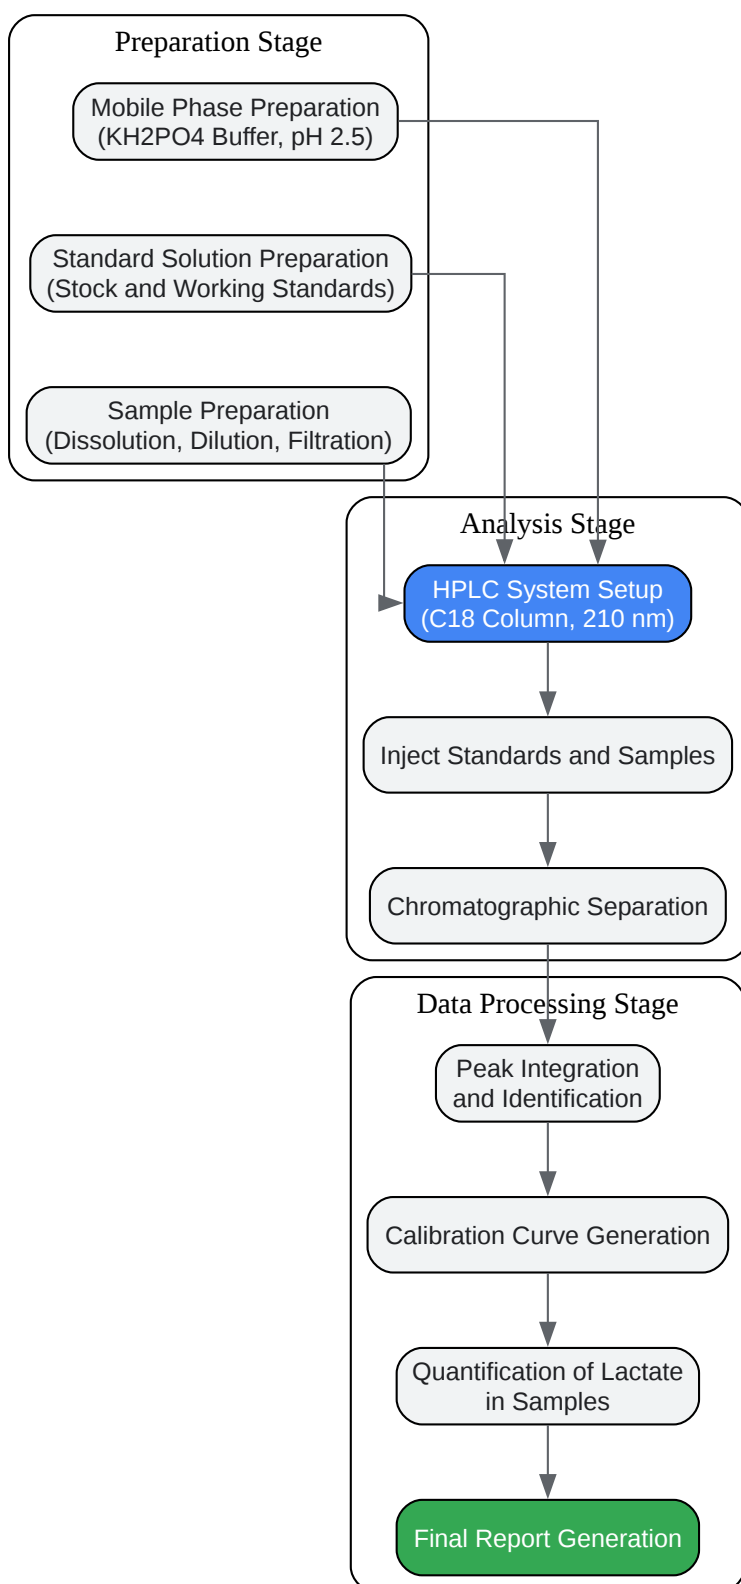 Preparation Stage
Mobile Phase Preparation
(KH2PO4 Buffer, pH 2.5)
Standard Solution Preparation
(Stock and Working Standards)
Sample Preparation
(Dissolution, Dilution, Filtration)
Analysis Stage
HPLC System Setup
(C18 Column, 210 nm)
Inject Standards and Samples
Chromatographic Separation
Data Processing Stage
Peak Integration
and Identification
Calibration Curve Generation
Quantification of Lactate
in Samples
Final Report Generation